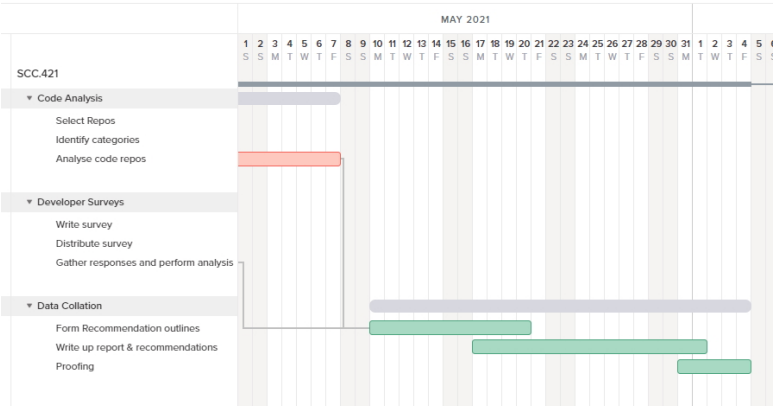 MAY 2021
1 2 3 4 5 6 7 8 9 10 11 12 13 14 15 16 17 18 19 20 21 22 23 24 25 26 27 28 29 30 31 1 2 3 4 5 6
S S M T W T F S S M T W T F S S M T W T F S S M T W T F S S M T W T F S S
SCC.421
Code Analysis
Select Repos
Identify categories
Analyse code repos
Developer Surveys
Write survey
Distribute survey
Gather responses and perform analysis
Data Collation
Form Recommendation outlines
Write up report & recommendations
Proofing